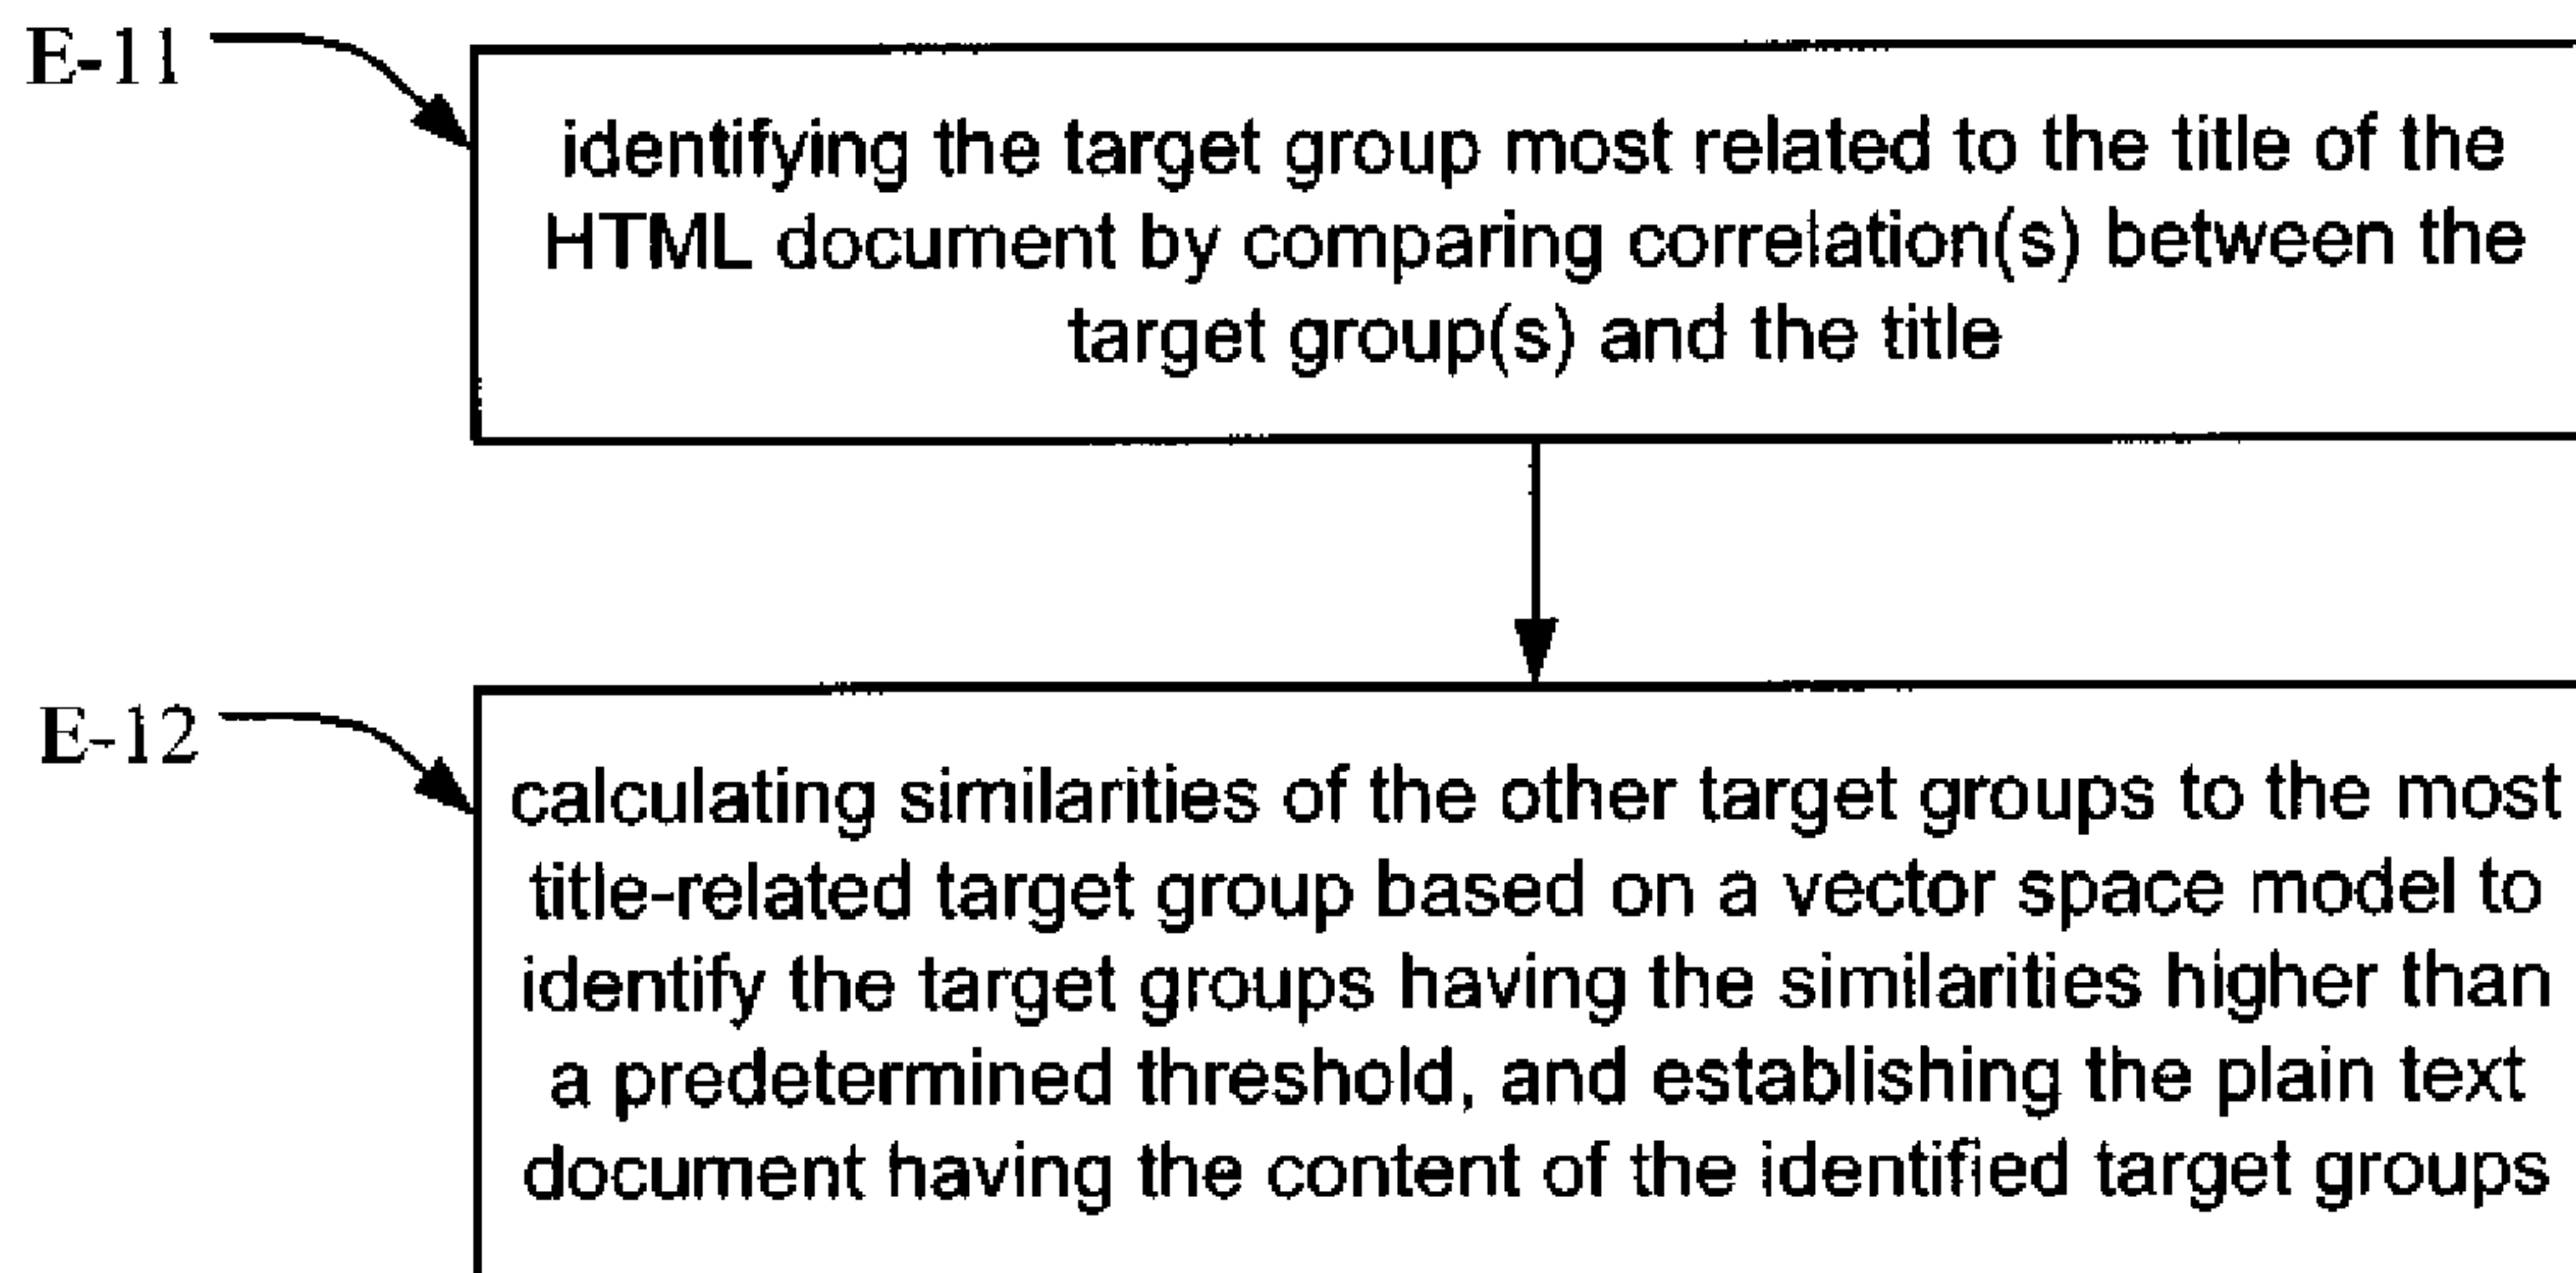 E-11
identifying the target group most related to the title of the
HTML document by comparing correlation(s) between the
target group(s) and the title
E-12
calculating similarities of the other target groups to the most
title-related target group based on a vector space model to
identify the target groups having the similarities higher than
a predetermined threshold, and establishing the plain text
document having the content of the identified target groups